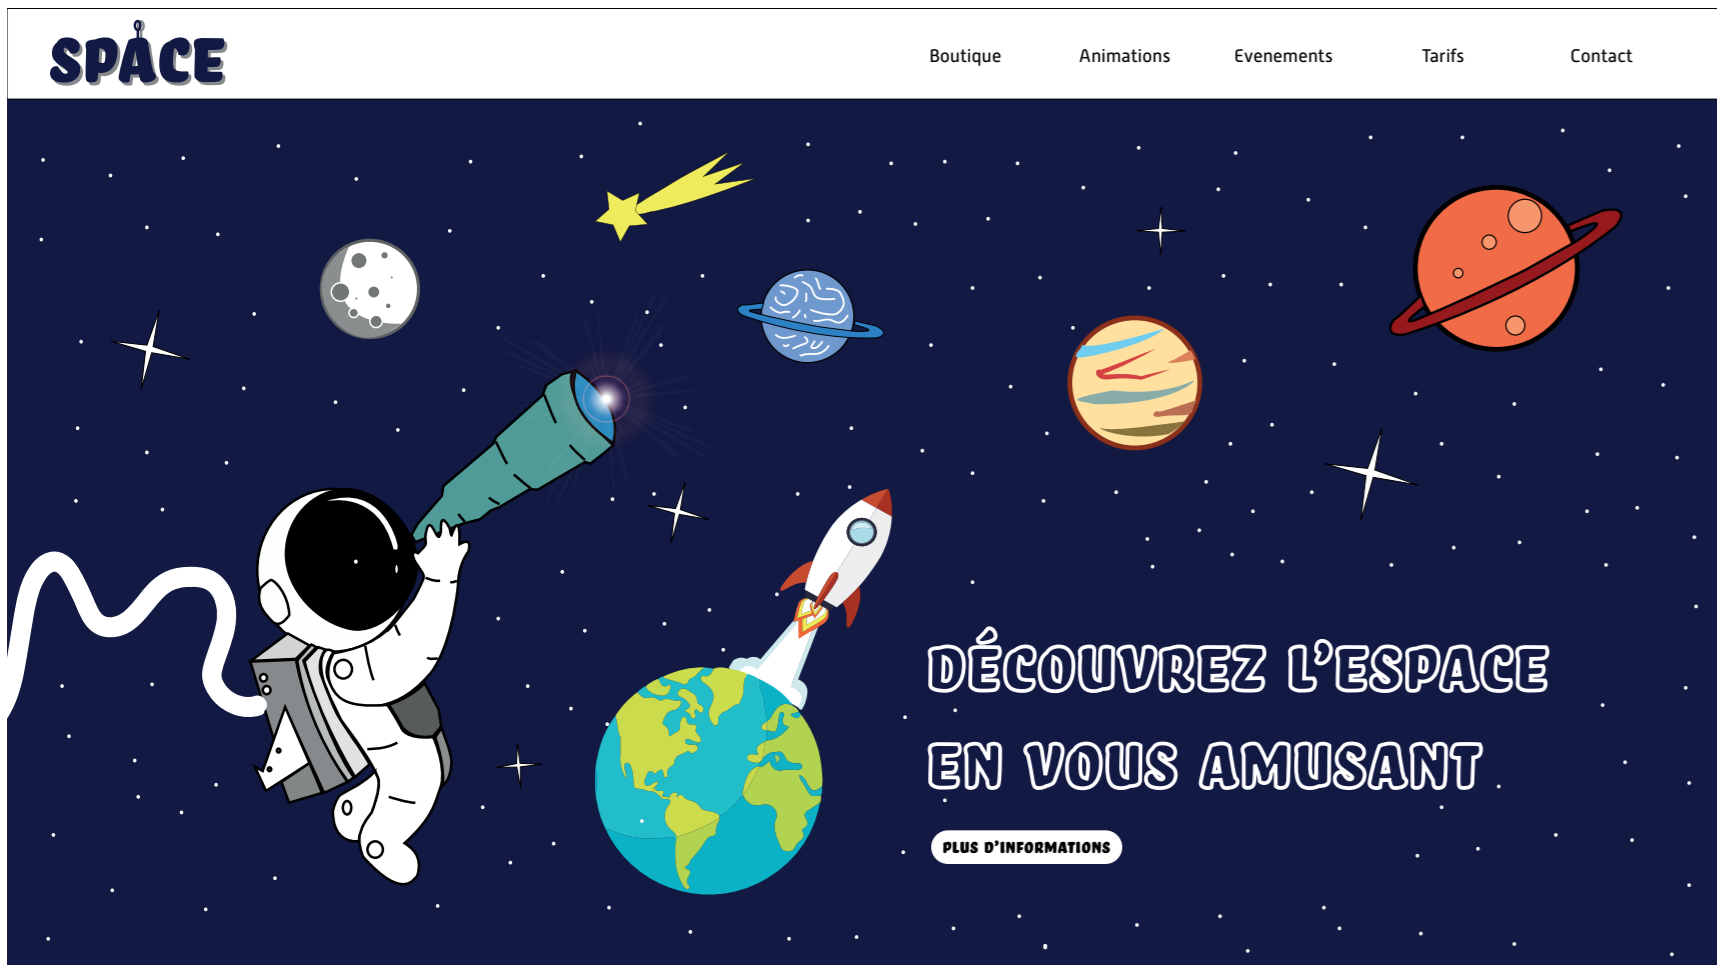 SPACE
Boutique Animations Evenements Tarifs Contact
DÉCOUVREZ L'ESPACE
EN VOUS AMUSANT
PLUS D'INFORMATIONS